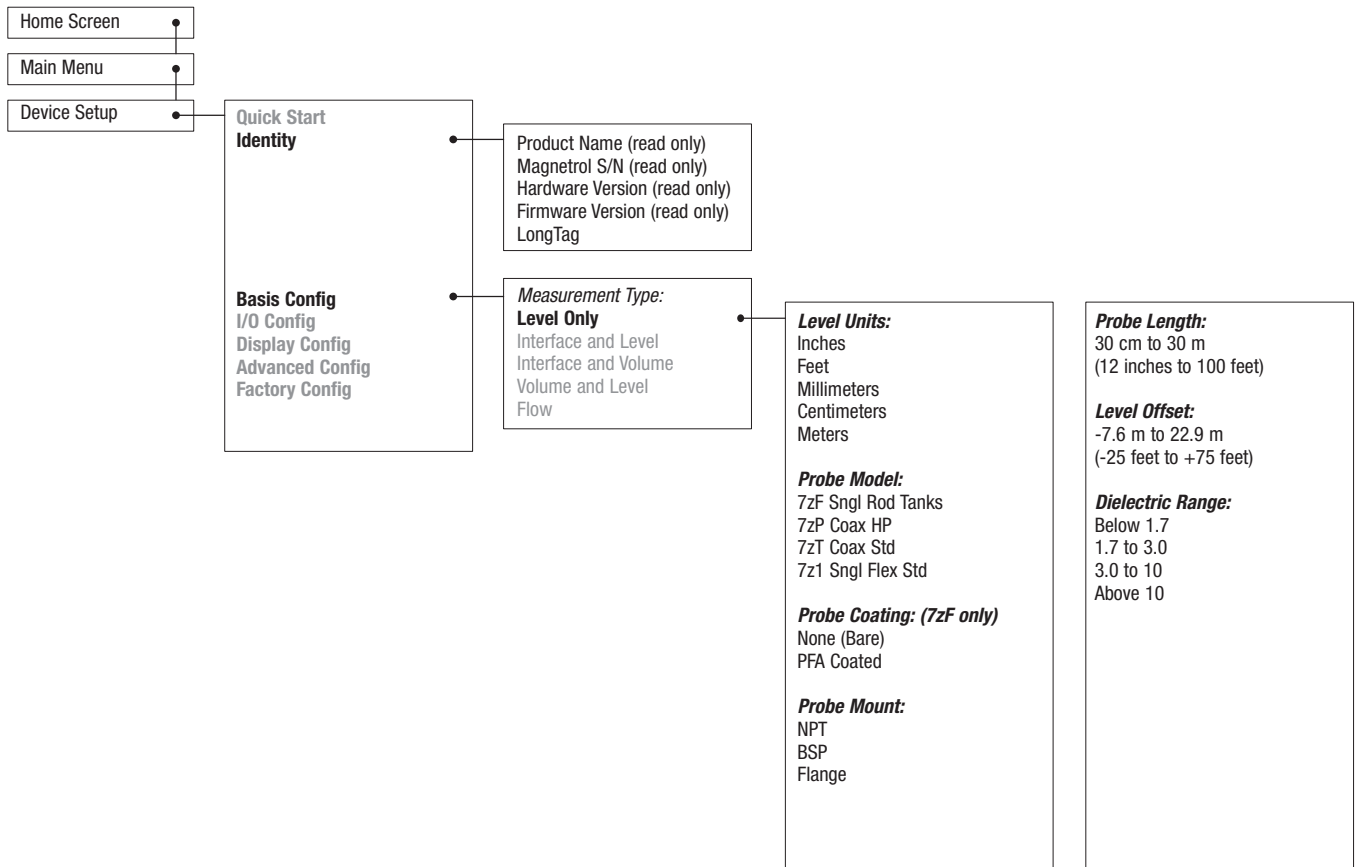 Home Screen
Main Menu
Device Setup
Quick Start
Identity
Basis Config
I/O Config
Display Config
Advanced Config
Factory Config
Product Name (read only)
Magnetrol S/N (read only)
Hardware Version (read only)
Firmware Version (read only)
LongTag
Measurement Type:
Level Only
Interface and Level
Interface and Volume
Volume and Level
Flow
Level Units:
Inches
Feet
Millimeters
Centimeters
Meters
Probe Model:
7zF Sngl Rod Tanks
7zP Coax HP
7zT Coax Std
7z1 Sngl Flex Std
Probe Coating: (7zF only)
None (Bare)
PFA Coated
Probe Mount:
NPT
BSP
Flange
Probe Length:
30 cm to 30 m
(12 inches to 100 feet)
Level Offset:
-7.6 m to 22.9 m
(-25 feet to +75 feet)
Dielectric Range:
Below 1.7
1.7 to 3.0
3.0 to 10
Above 10